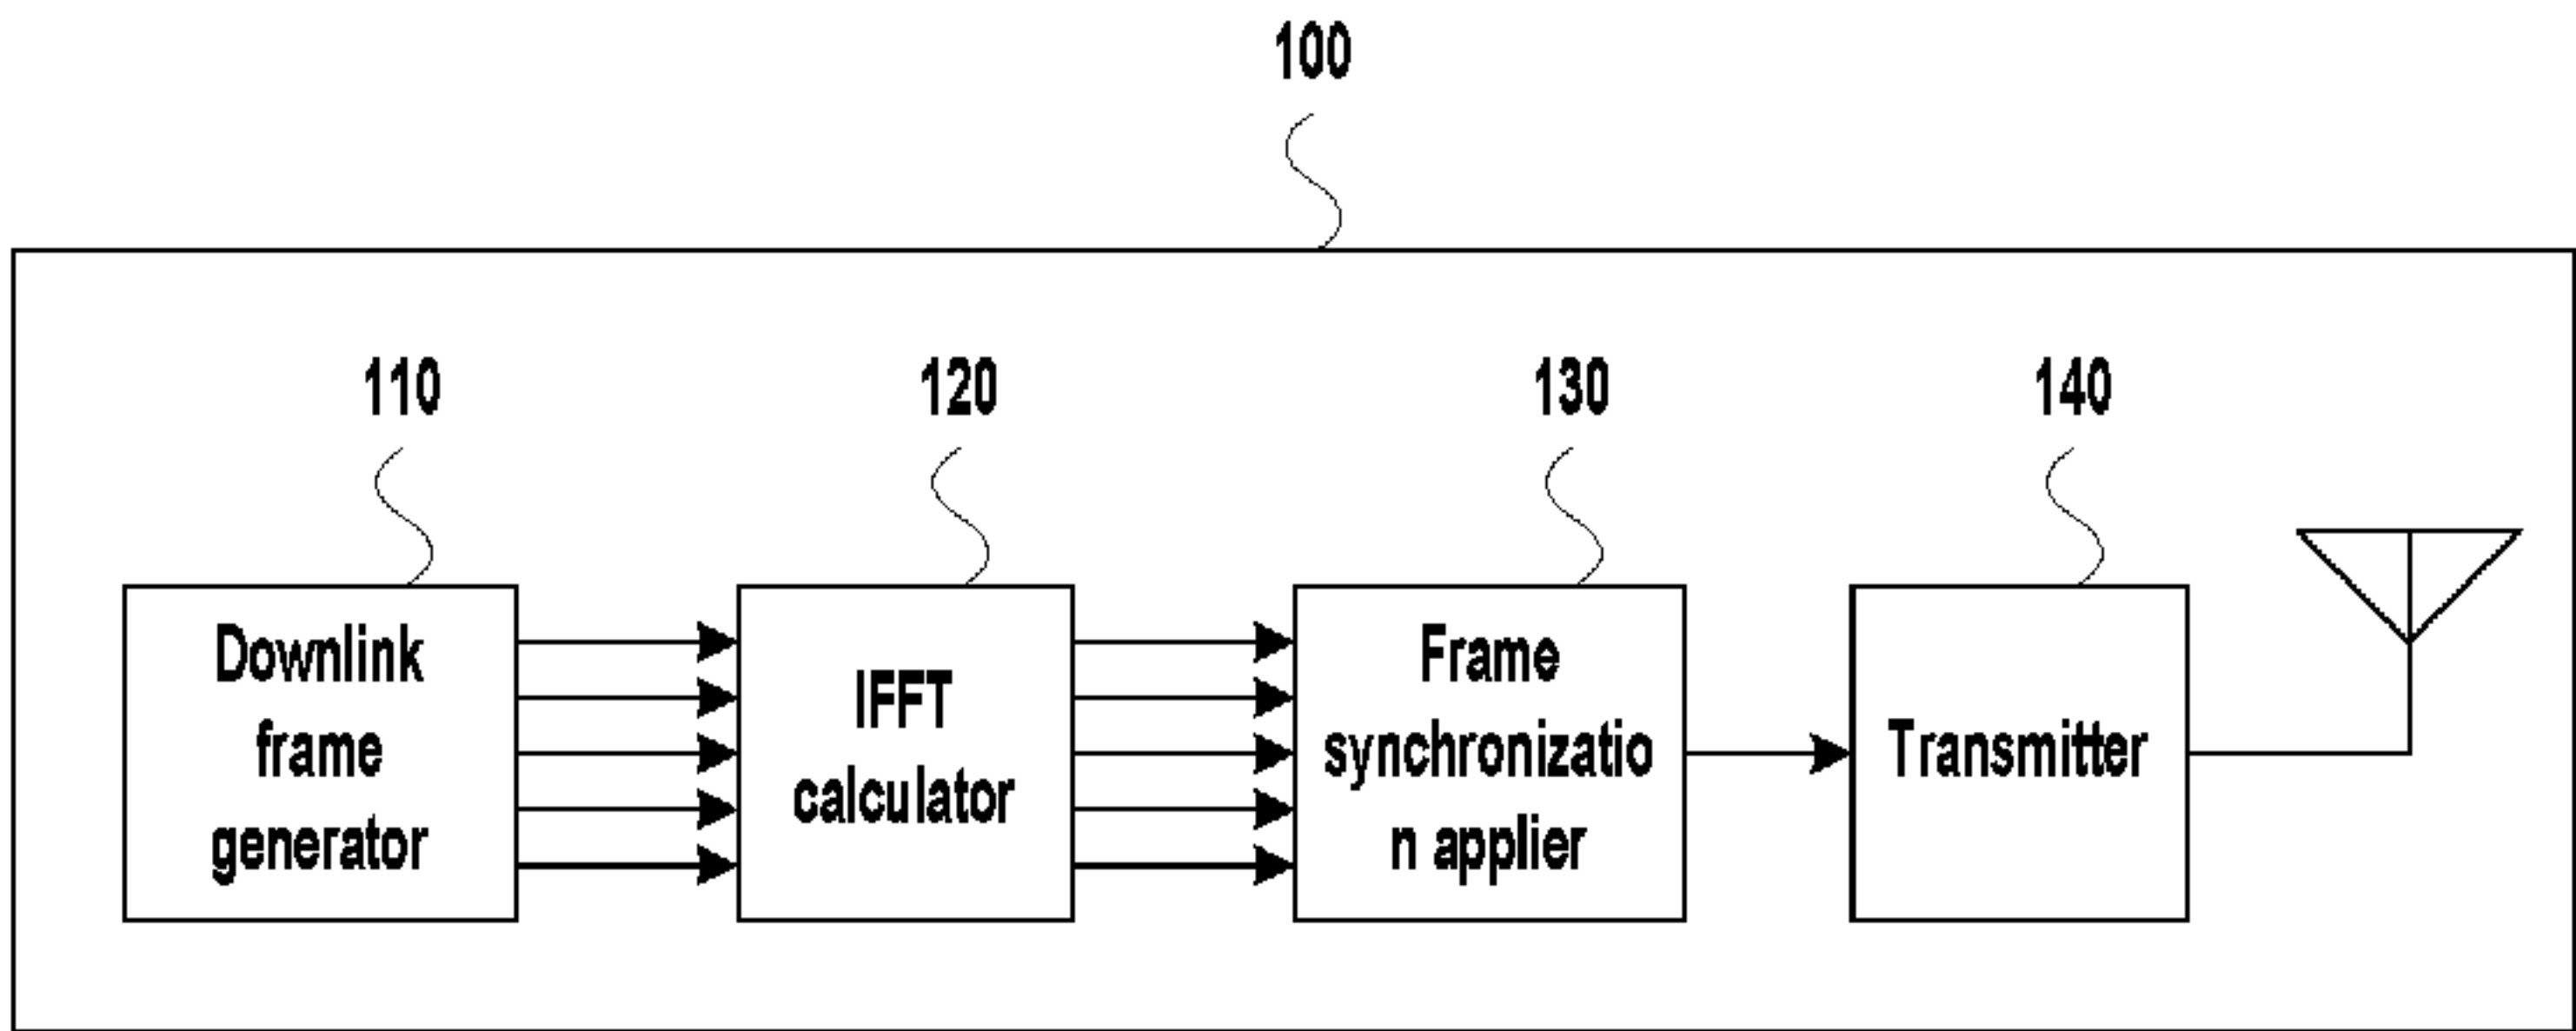 100
110
120
130
140
Downlink
frame
generator
IFFT
calculator
Frame
synchronizatio
n applier
Transmitter